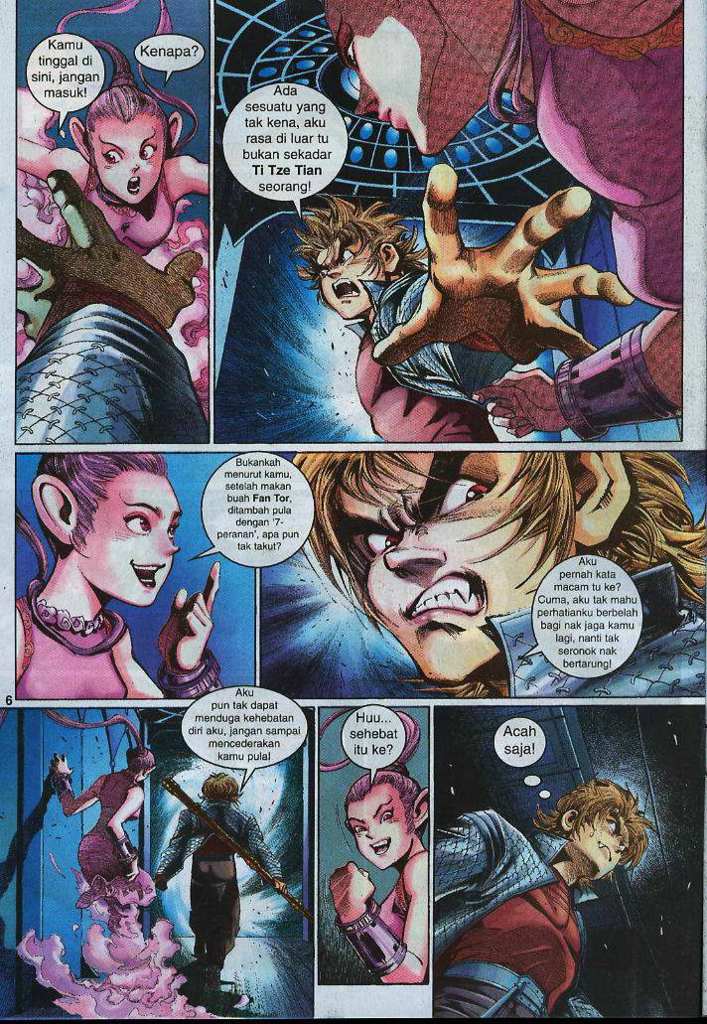 Kamu
tinggal di
sini, jangan
masuk!
Kenapa?
Ada
sesuatu yang
tak kena, aku
rasa di luar tu
bukan sekadar
Ti Tze Tian
seorang!
Bukankah
menurut kamu,
setelah makan
buah Fan Tor,
ditambah pula
dengan '7-
peranan', apa pun
tak takut?
Aku
pernah kata
macam tu ke?
Cuma, aku tak mahu
perhatianku berbelah
bagi nak jaga kamu
lagi, nanti tak
seronok nak
bertarung!
6
Aku
pun tak dapat
menduga kehebatan
diri aku, jangan sampai
mencederakan
kamu pula!
Huu...
sehebat
itu ke?
Acah
saja!